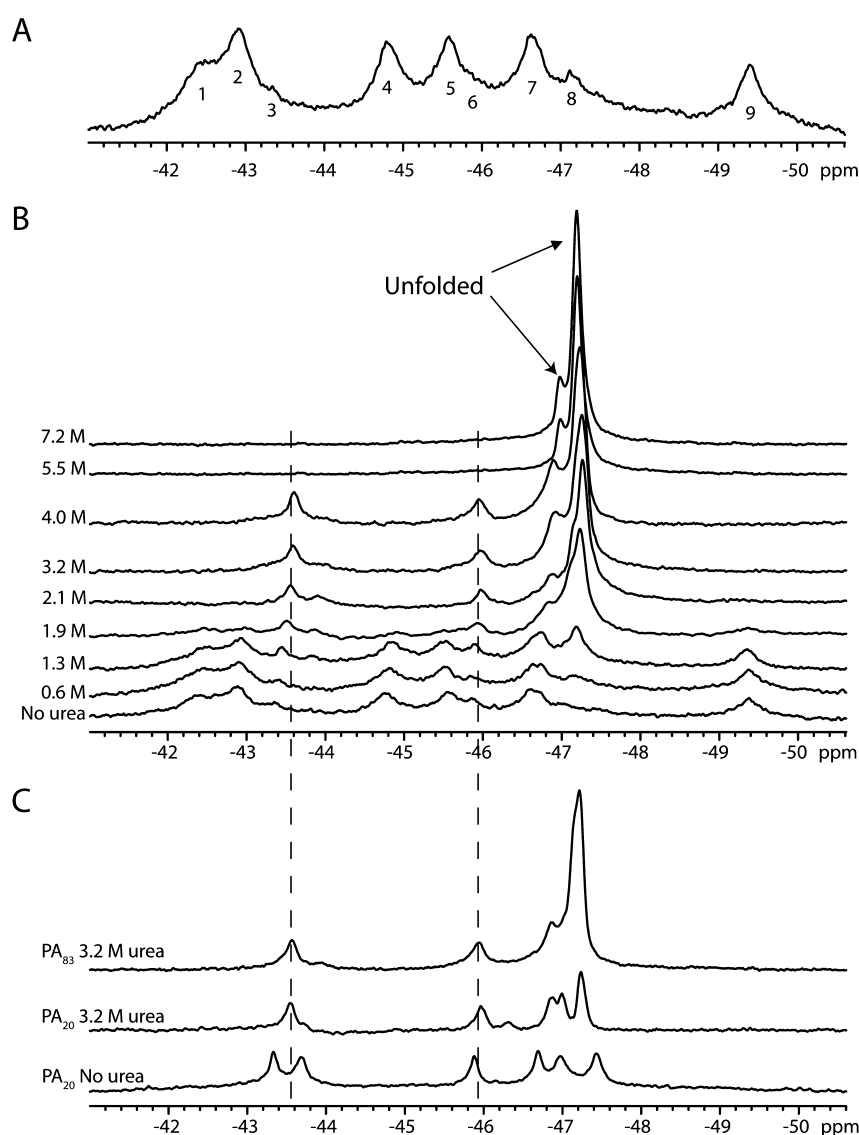 A
1
2
3
4
5
6
7
8
9
-42 -43 -44 -45 -46 -47 -48 -49 -50 ppm
B
Unfolded
7.2 M
5.5 M
4.0 M
3.2 M
2.1 M
1.9 M
1.3 M
0.6 M
No urea
-42 -43 -44 -45 -46 -47 -48 -49 -50 ppm
C
PA83 3.2 M urea
PA20 3.2 M urea
PA20 No urea
-42 -43 -44 -45 -46 -47 -48 -49 -50 ppm